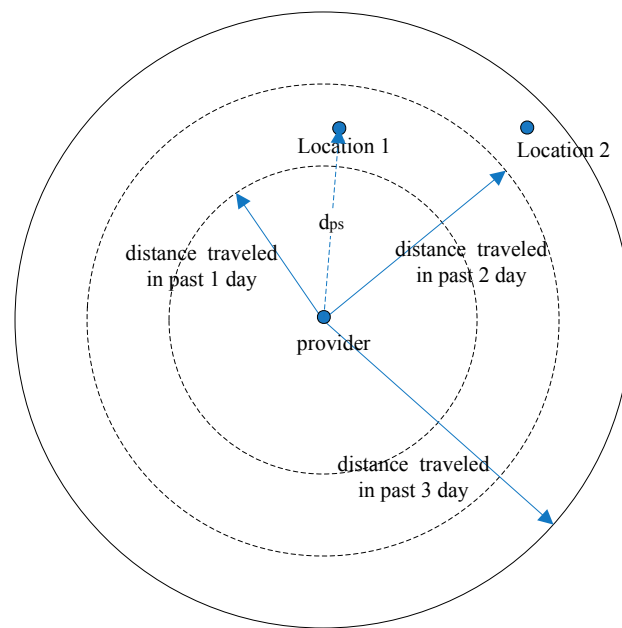 Location 1
Location 2
dps
distance traveled
in past 1 day
distance traveled
in past 2 day
provider
distance traveled
in past 3 day